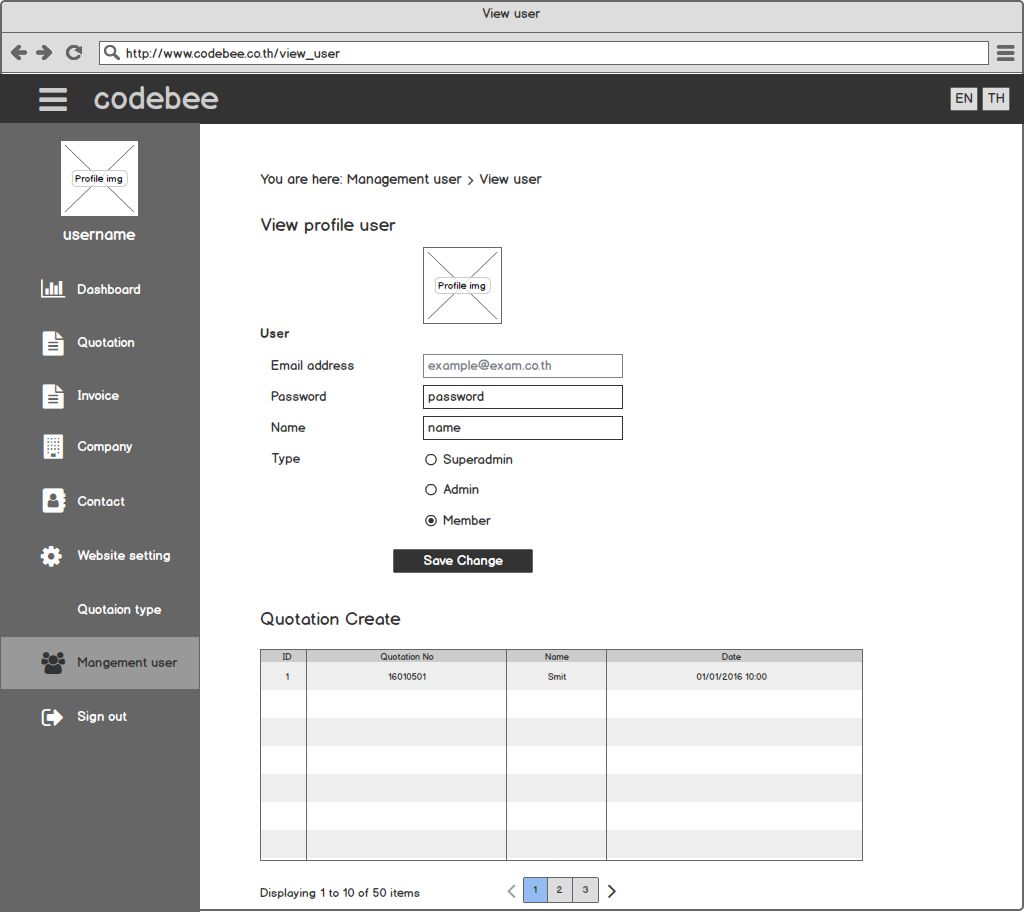 View user
http://www.codebee.co.th/view_user
codebee
EN TH
Profile img
username
Dashboard
Quotation
Invoice
Company
Contact
Website setting
Quotaion type
Mangement user
Sign out
You are here: Management user > View user
View profile user
Profile img
User
Email address example@exam.co.th
Password password
Name name
Type Superadmin
Admin
Member
Save Change
Quotation Create
ID Quotation No Name Date
1 16010501 Smit 01/01/2016 10:00
Displaying 1 to 10 of 50 items < 1 2 3 >